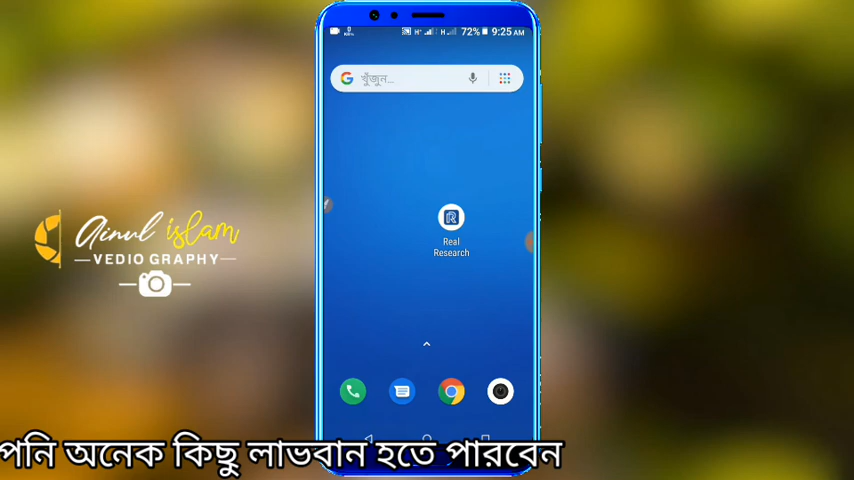 72% 9:25 AM
খুঁজুন...
Real
Research
Ainul islam
VEDIO GRAPHY
পনি অনেক কিছু লাভবান হতে পারবেন